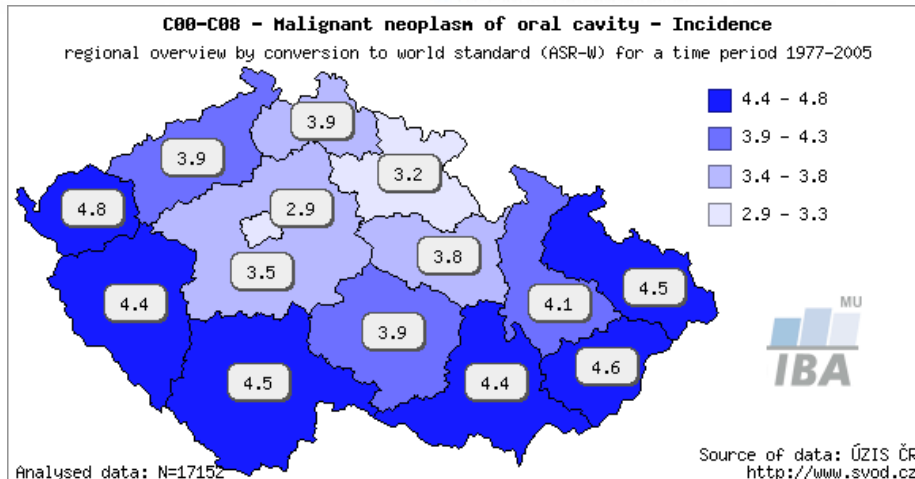 C00-C08 - Malignant neoplasm of oral cavity - Incidence
regional overview by conversion to world standard (ASR-W) for a time period 1977-2005
4.4 - 4.8
3.9 - 4.3
3.4 - 3.8
2.9 - 3.3
3.9
3.9
3.2
4.8
2.9
3.8
3.5
4.5
4.4
4.1
3.9
4.6
4.5
4.4
MU
IBA
Analysed data: N=17152
Source of data: ÚZIS ČR
http://www.svod.cz